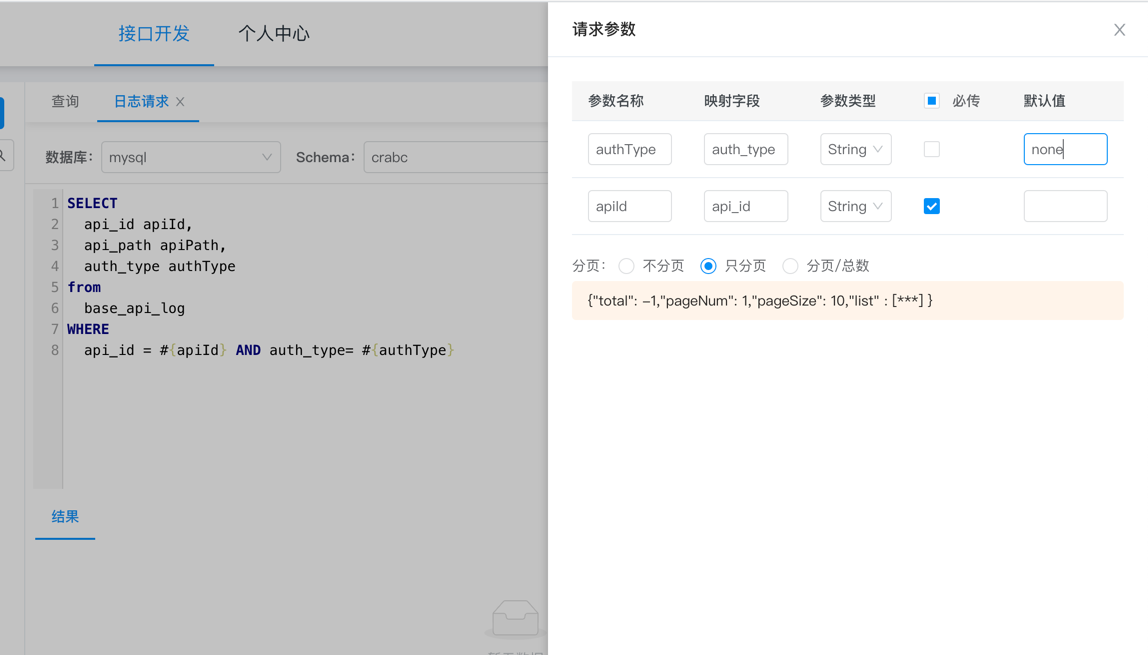 接口开发 个人中心
查询 日志请求
数据库: mysql Schema: crabc
1 SELECT
2 api_id apiId,
3 api_path apiPath,
4 auth_type authType
5 from
6 base_api_log
7 WHERE
8 api_id = #{apiId} AND auth_type= #{authType}
结果
请求参数
参数名称 映射字段 参数类型 必传 默认值
authType auth_type String none
apiId api_id String
分页: 不分页 只分页 分页/总数
{"total": -1,"pageNum": 1,"pageSize": 10,"list" : [***] }